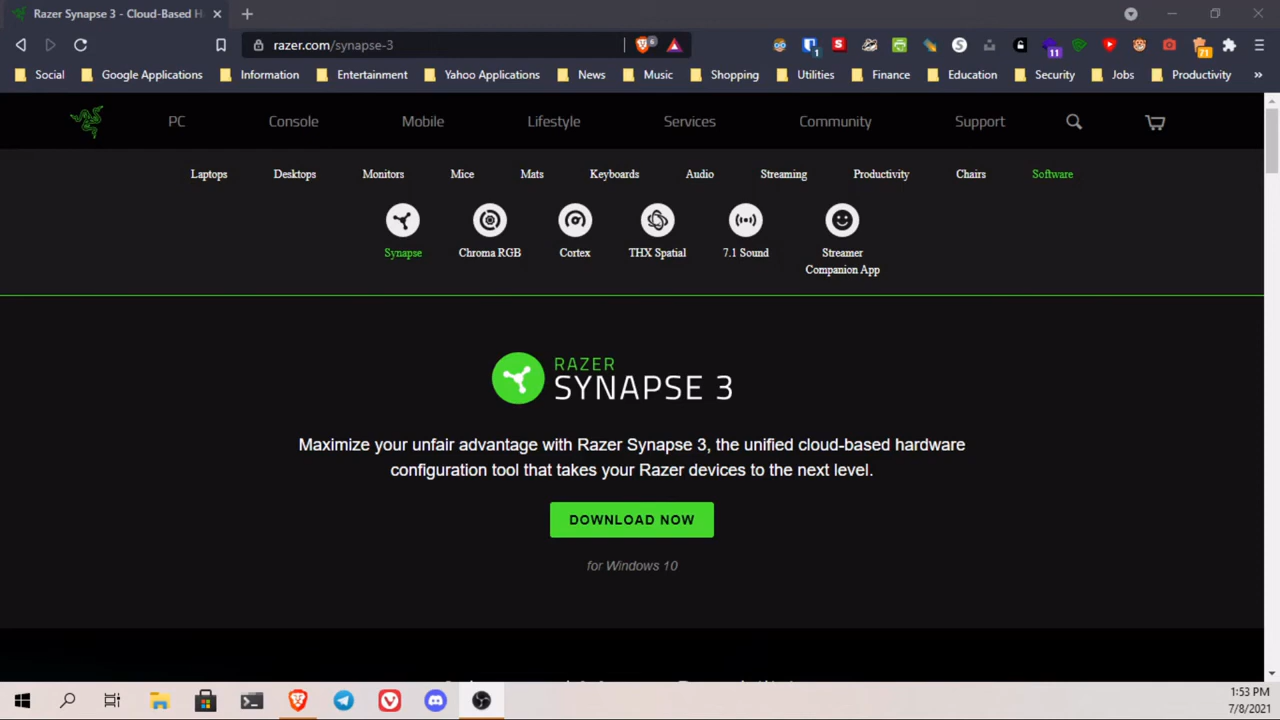 Razer Synapse 3 - Cloud-Based H
razer.com/synapse-3
6
1
11
71
Social
Google Applications
Information
Entertainment
Yahoo Applications
News
Music
Shopping
Utilities
Finance
Education
Security
Jobs
Productivity
»
PC
Console
Mobile
Lifestyle
Services
Community
Support
Laptops
Desktops
Monitors
Mice
Mats
Keyboards
Audio
Streaming
Productivity
Chairs
Software
Synapse
Chroma RGB
Cortex
THX Spatial
7.1 Sound
Streamer
Companion App
RAZER
SYNAPSE 3
Maximize your unfair advantage with Razer Synapse 3, the unified cloud-based hardware
configuration tool that takes your Razer devices to the next level.
DOWNLOAD NOW
for Windows 10
1:53 PM
7/8/2021